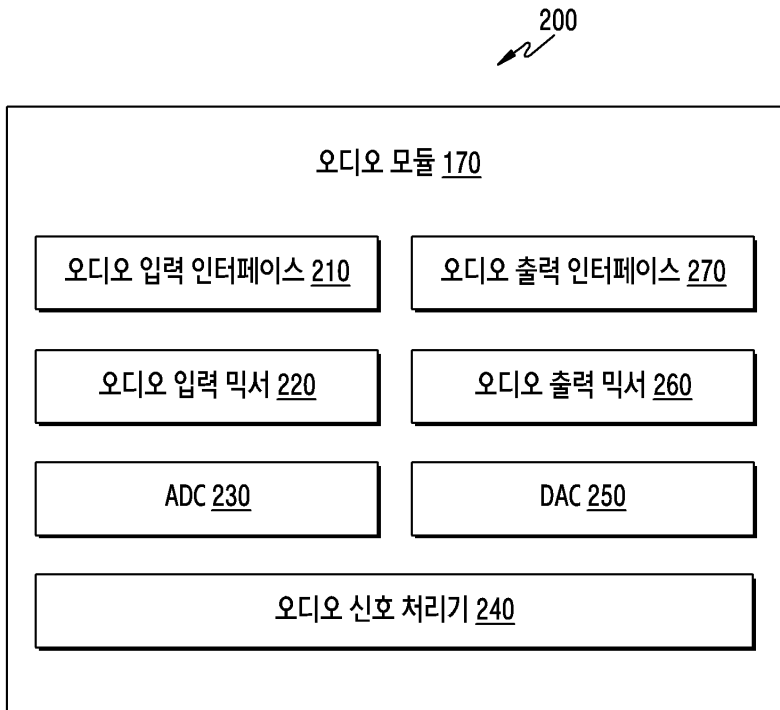 200
오디오 모듈 170
오디오 입력 인터페이스 210
오디오 출력 인터페이스 270
오디오 입력 믹서 220
오디오 출력 믹서 260
ADC 230
DAC 250
오디오 신호 처리기 240